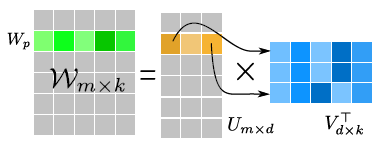 W_p
𝒲_{m×k} = ×
U_{m×d} V^⊤_{d×k}